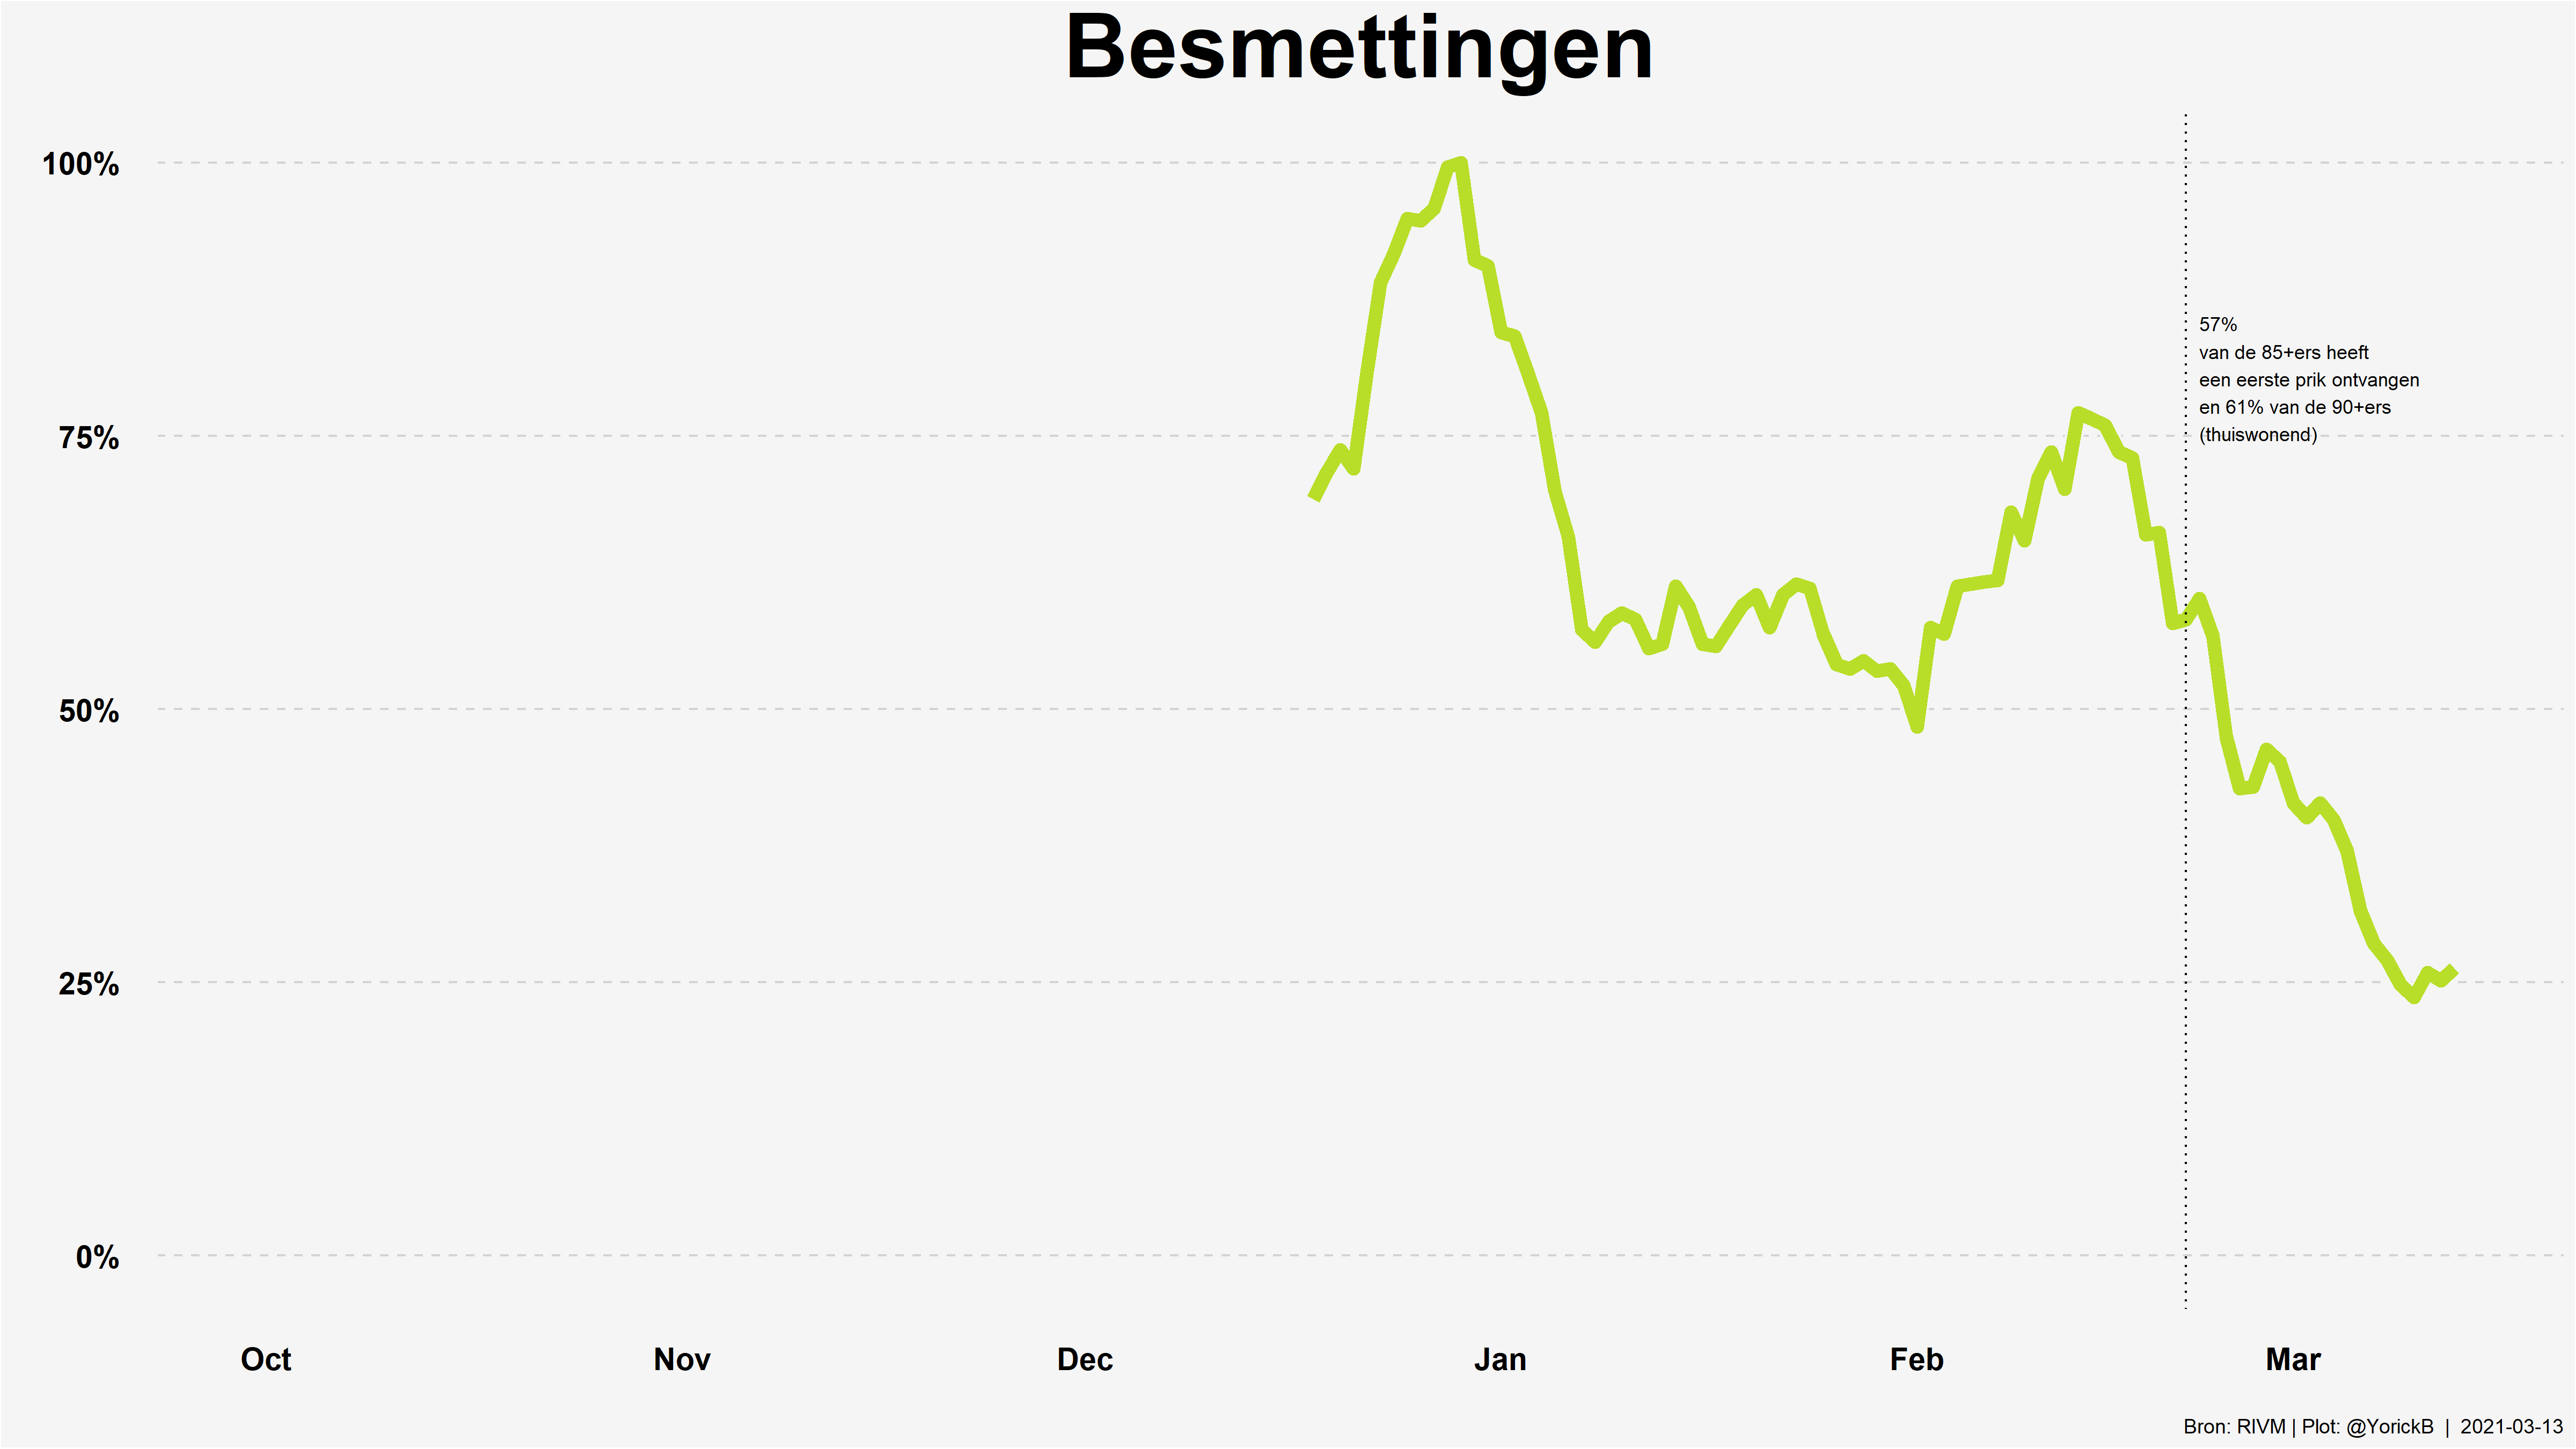 Besmettingen
100%
75%
50%
25%
0%
57%
van de 85+ers heeft
een eerste prik ontvangen
en 61% van de 90+ers
(thuiswonend)
Oct Nov Dec Jan Feb Mar
Bron: RIVM | Plot: @YorickB | 2021-03-13